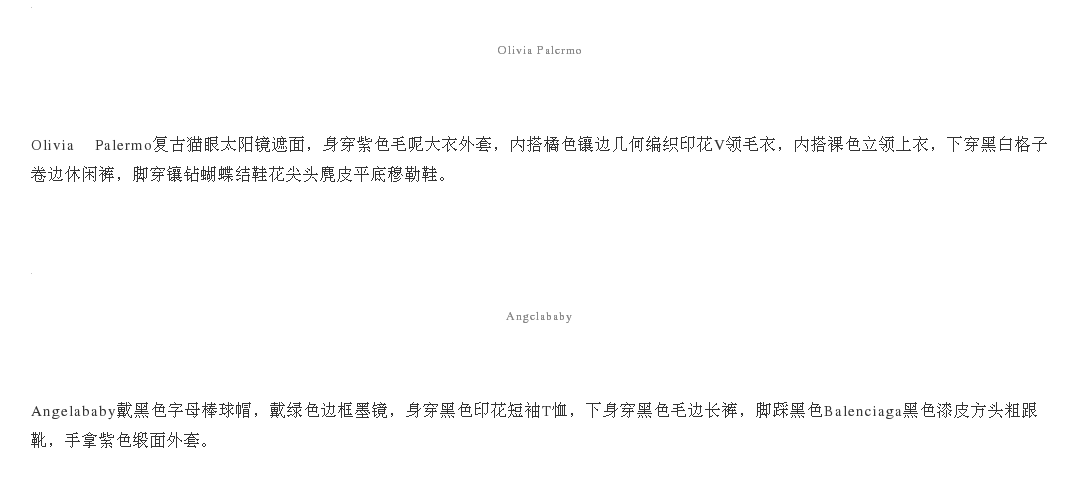 Olivia Palermo
Olivia Palermo复古猫眼太阳镜遮面，身穿紫色毛呢大衣外套，内搭橘色镶边几何编织印花V领毛衣，内搭裸色立领上衣，下穿黑白格子
卷边休闲裤，脚穿镶钻蝴蝶结鞋花尖头麂皮平底穆勒鞋。
Angelababy
Angelababy戴黑色字母棒球帽，戴绿色边框墨镜，身穿黑色印花短袖T恤，下身穿黑色毛边长裤，脚踩黑色Balenciaga黑色漆皮方头粗跟
靴，手拿紫色缎面外套。